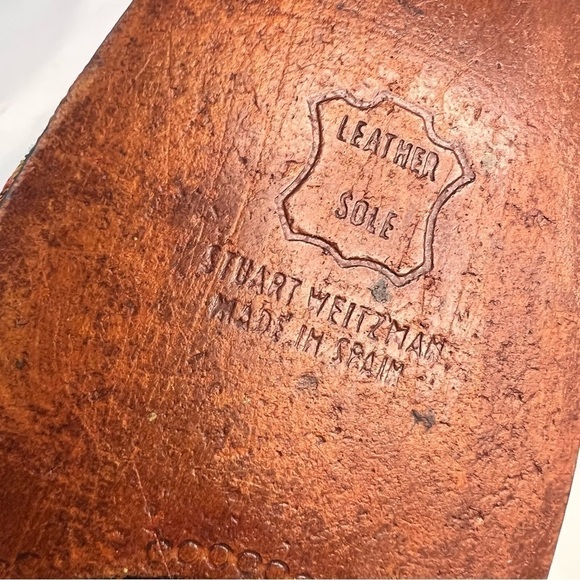 LEATHER
SOLE
STUART WEITZMAN
MADE IN SPAIN